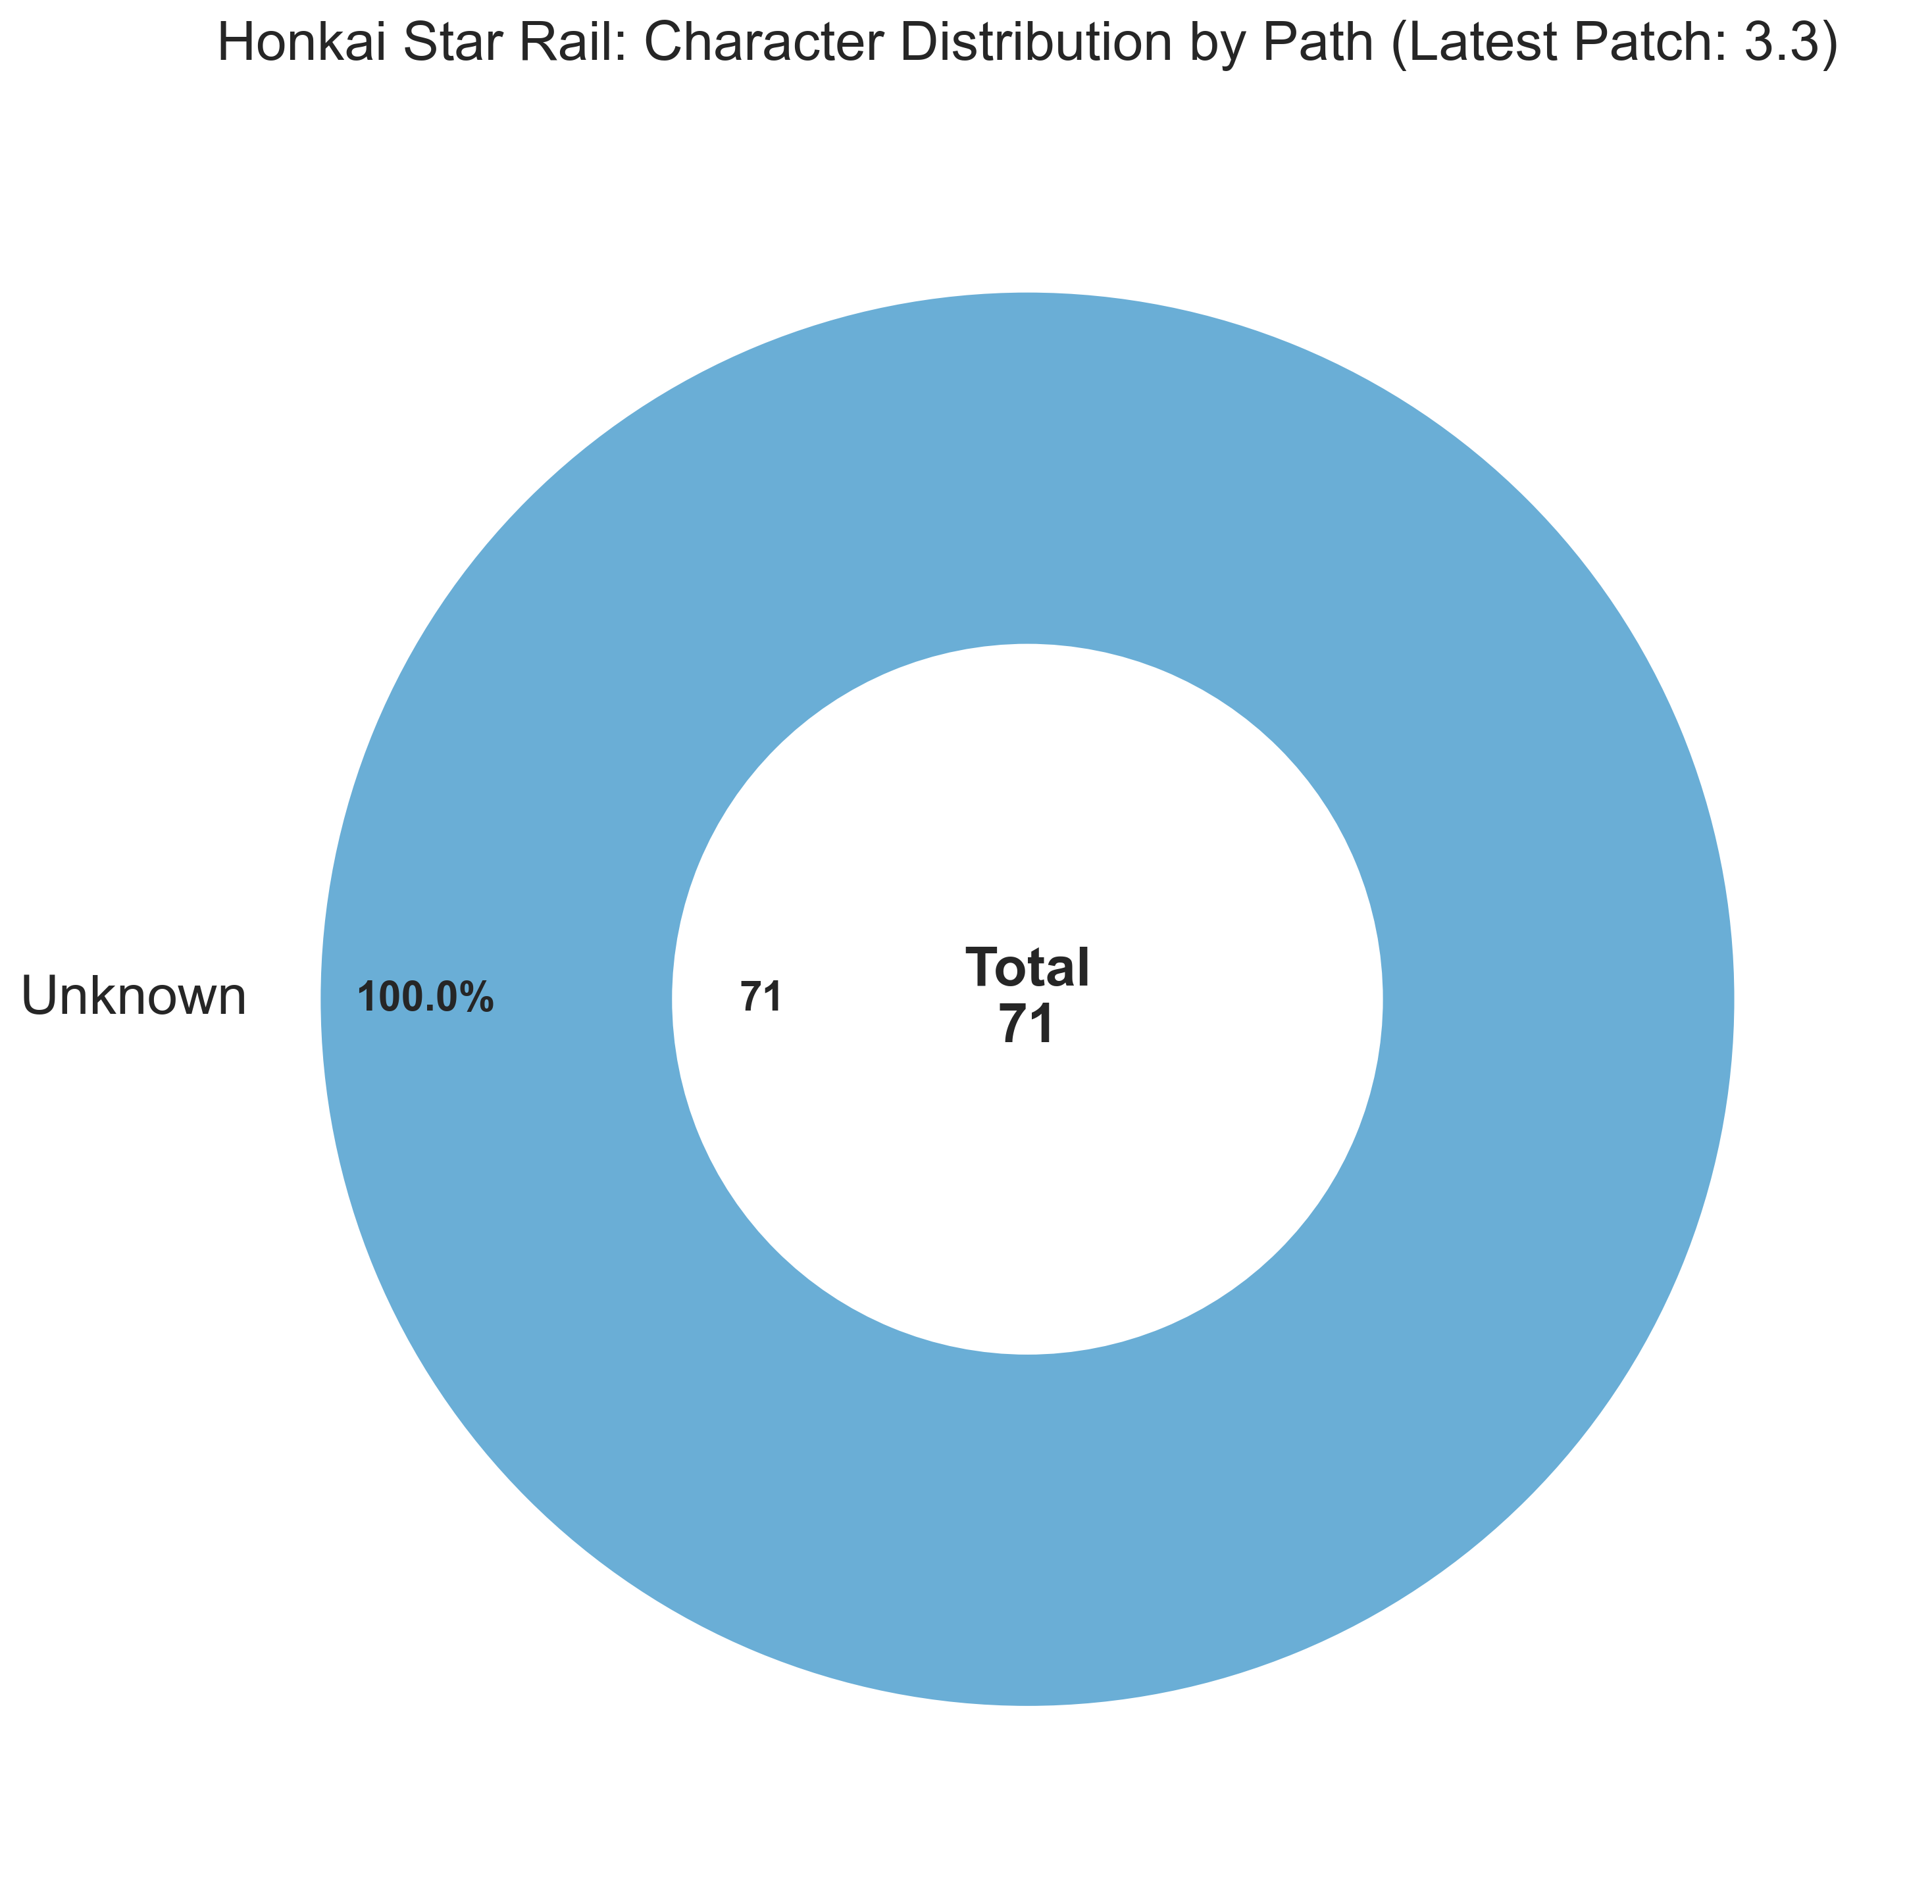 Honkai Star Rail: Character Distribution by Path (Latest Patch: 3.3)
Total
Unknown 100.0% 71
71